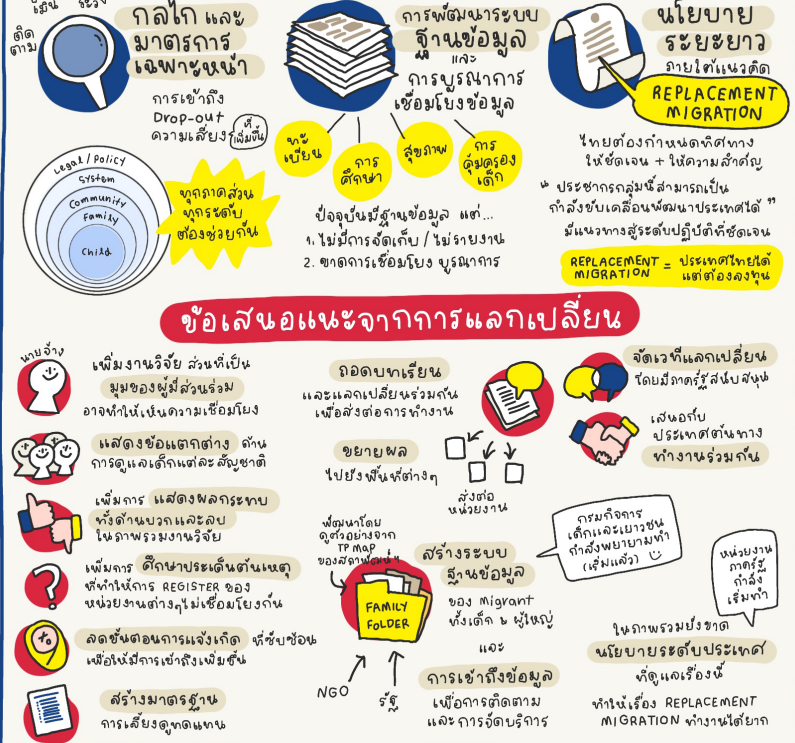 ติด
ตาม
กลไก และ
มาตรการ
เฉพาะหน้า
การเข้าถึง
Drop-out
ความเสี่ยง ที่เพิ่มขึ้น
Legal / Policy
System
Community
Family
Child
ทุกภาคส่วน
ทุกระดับ
ต้องช่วยกัน
การพัฒนาระบบ
ฐานข้อมูล
และ
การบูรณาการ
เชื่อมโยงข้อมูล
ทะเบียน
การศึกษา
สุขภาพ
การคุ้มครองเด็ก
ปัจจุบันมีฐานข้อมูล แต่...
1. ไม่มีการจัดเก็บ / ไม่รายงาน
2. ขาดการเชื่อมโยง บูรณาการ
นโยบาย
ระยะยาว
ภายใต้แนวคิด
REPLACEMENT
MIGRATION
ไทยต้องกำหนดทิศทาง
ให้ชัดเจน + ให้ความสำคัญ
" ประชากรกลุ่มนี้สามารถเป็น
กำลังขับเคลื่อนพัฒนาประเทศได้ "
มีแนวทางสู่ระดับปฏิบัติที่ชัดเจน
REPLACEMENT MIGRATION = ประเทศไทยได้
แต่ต้องลงทุน
ข้อเสนอแนะจากการแลกเปลี่ยน
นายจ้าง
เพิ่มงานวิจัย ส่วนที่เป็น
มุมของผู้มีส่วนร่วม
อาจทำให้เห็นความเชื่อมโยง
แสดงข้อแตกต่าง ด้าน
การดูแลเด็กแต่ละสัญชาติ
เพิ่มการ แสดงผลกระทบ
ทั้งด้านบวกและลบ
ในภาพรวมงานวิจัย
เพิ่มการ ศึกษาประเด็นต้นเหตุ
ที่ทำให้การ REGISTER ของ
หน่วยงานต่างๆไม่เชื่อมโยงกัน
ลดขั้นตอนการแจ้งเกิด ที่ซับซ้อน
เพื่อให้มีการเข้าถึงเพิ่มขึ้น
สร้างมาตรฐาน
การเลี้ยงดูทดแทน
ถอดบทเรียน
และแลกเปลี่ยนร่วมกัน
เพื่อส่งต่อการทำงาน
ขยายผล
ไปยังพื้นที่ต่างๆ
ส่งต่อ
หน่วยงาน
พัฒนาโดย
ดูตัวอย่างจาก
TPMAP
ของสภาพัฒน์ฯ
FAMILY
FOLDER
NGO
รัฐ
สร้างระบบ
ฐานข้อมูล
ของ Migrant
ทั้งเด็ก & ผู้ใหญ่
และ
การเข้าถึงข้อมูล
เพื่อการติดตาม
และการจัดบริการ
จัดเวทีแลกเปลี่ยน
โดยมีภาครัฐสนับสนุน
เสนอกับ
ประเทศต้นทาง
ทำงานร่วมกัน
กรมกิจการ
เด็กและเยาวชน
กำลังพยายามทำ
(เริ่มแล้ว)
หน่วยงาน
ภาครัฐ
กำลัง
เริ่มทำ
ในภาพรวมยังขาด
นโยบายระดับประเทศ
ที่ดูแลเรื่องนี้
ทำให้เรื่อง REPLACEMENT
MIGRATION ทำงานได้ยาก